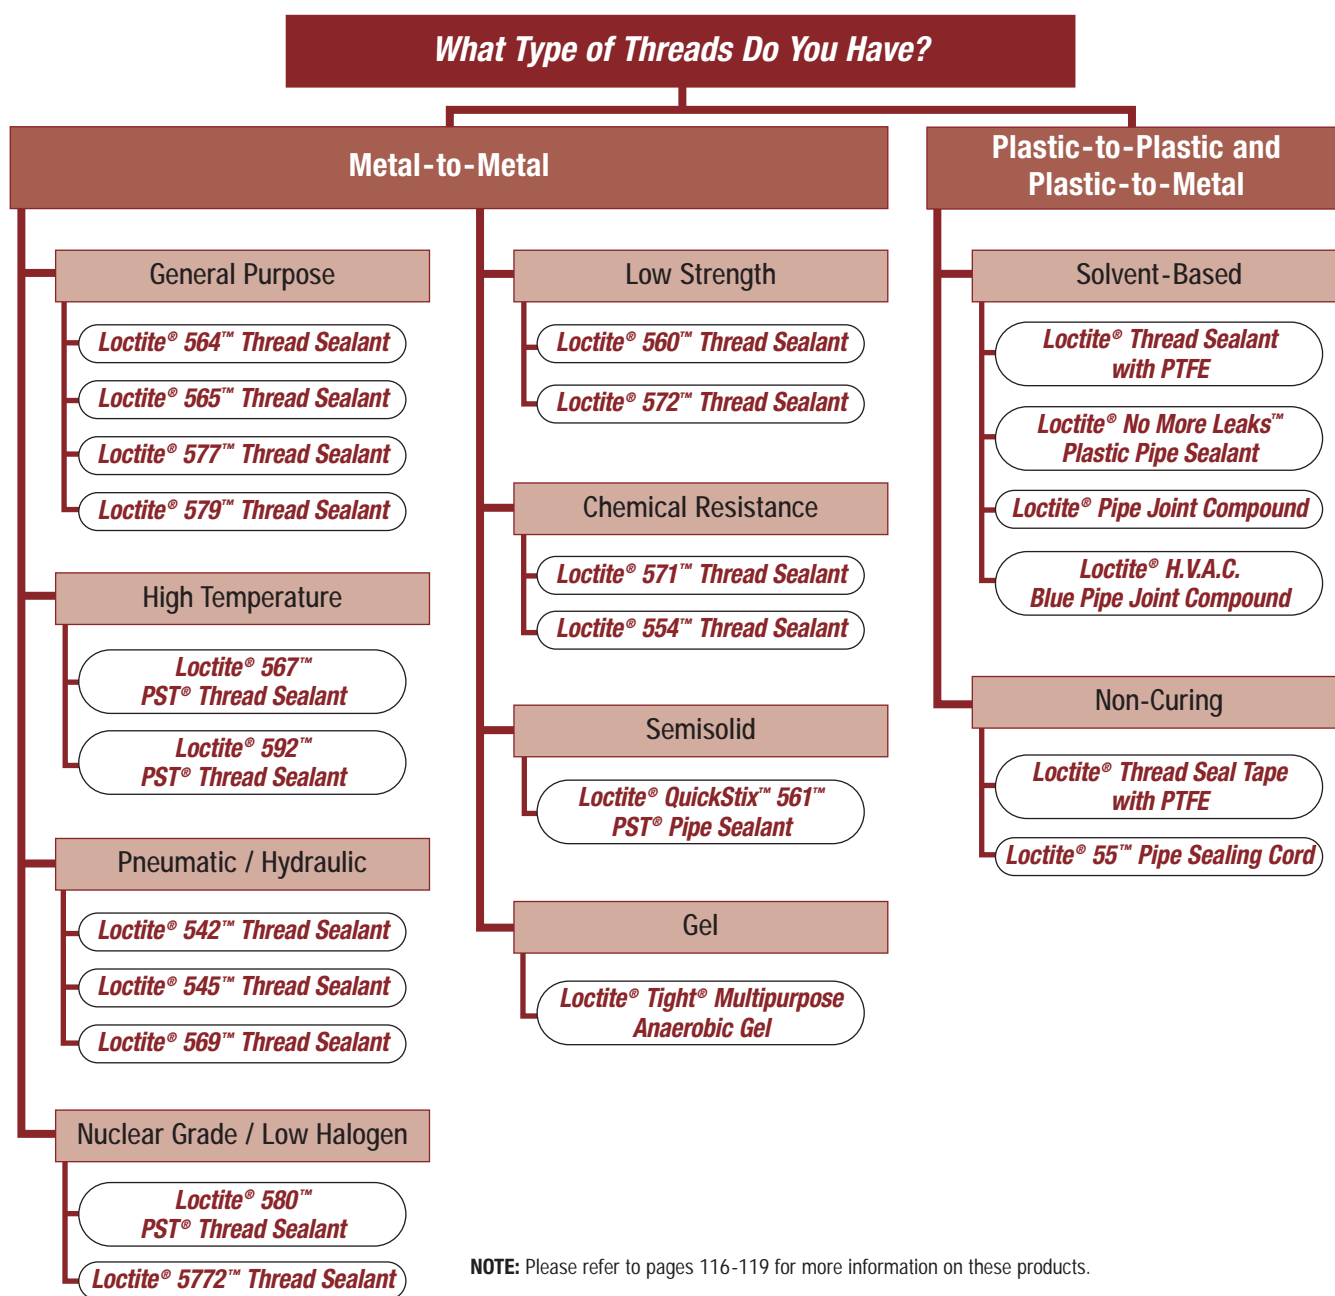 What Type of Threads Do You Have?
Metal-to-Metal
General Purpose
Loctite® 564™ Thread Sealant
Loctite® 565™ Thread Sealant
Loctite® 577™ Thread Sealant
Loctite® 579™ Thread Sealant
High Temperature
Loctite® 567™
PST® Thread Sealant
Loctite® 592™
PST® Thread Sealant
Pneumatic / Hydraulic
Loctite® 542™ Thread Sealant
Loctite® 545™ Thread Sealant
Loctite® 569™ Thread Sealant
Nuclear Grade / Low Halogen
Loctite® 580™
PST® Thread Sealant
Loctite® 5772™ Thread Sealant
Low Strength
Loctite® 560™ Thread Sealant
Loctite® 572™ Thread Sealant
Chemical Resistance
Loctite® 571™ Thread Sealant
Loctite® 554™ Thread Sealant
Semisolid
Loctite® QuickStix™ 561™
PST® Pipe Sealant
Gel
Loctite® Tight® Multipurpose
Anaerobic Gel
Plastic-to-Plastic and
Plastic-to-Metal
Solvent-Based
Loctite® Thread Sealant
with PTFE
Loctite® No More Leaks™
Plastic Pipe Sealant
Loctite® Pipe Joint Compound
Loctite® H.V.A.C.
Blue Pipe Joint Compound
Non-Curing
Loctite® Thread Seal Tape
with PTFE
Loctite® 55™ Pipe Sealing Cord
NOTE: Please refer to pages 116-119 for more information on these products.